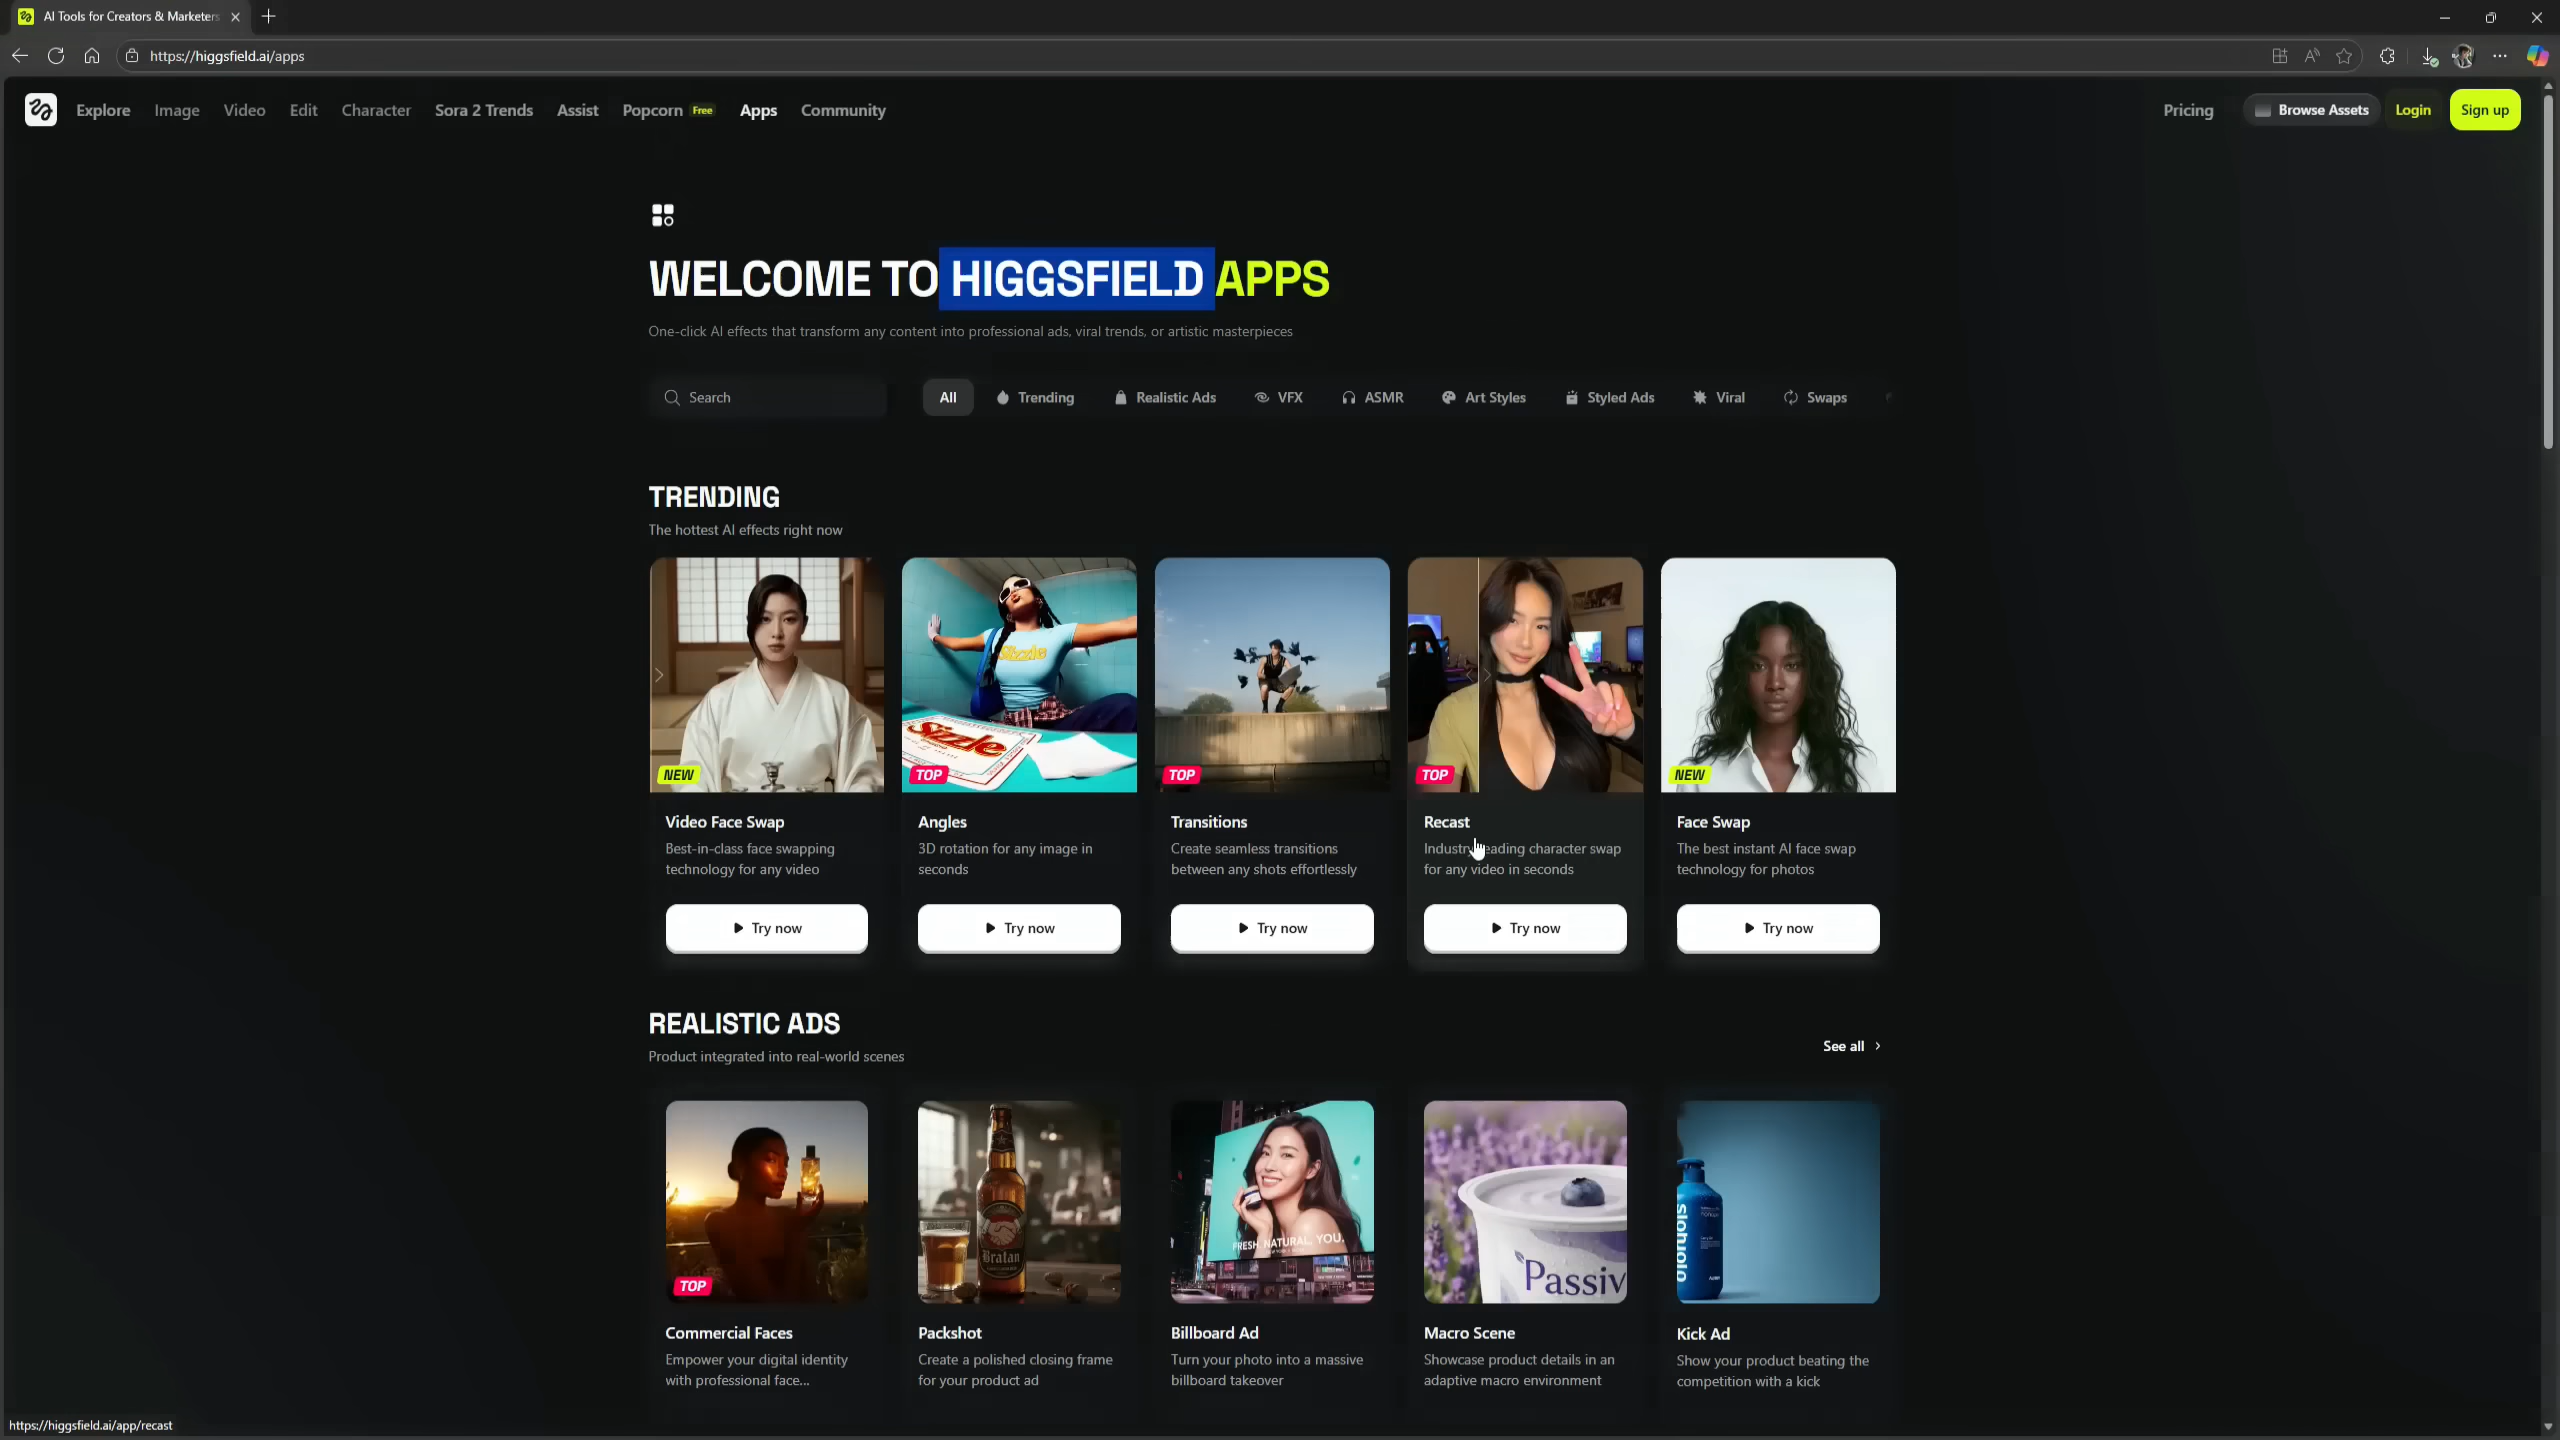 AI Tools for Creators & Marketers
https://higgsfield.ai/apps
Explore Image Video Edit Character Sora 2 Trends Assist Popcorn Free Apps Community
Pricing Browse Assets Login Sign up
WELCOME TO HIGGSFIELD APPS
One-click AI effects that transform any content into professional ads, viral trends, or artistic masterpieces
Search
All Trending Realistic Ads VFX ASMR Art Styles Styled Ads Viral Swaps
TRENDING
The hottest AI effects right now
NEW
Video Face Swap
Best-in-class face swapping
technology for any video
Try now
Sizzle
Sizzle
TOP
Angles
3D rotation for any image in
seconds
Try now
TOP
Transitions
Create seamless transitions
between any shots effortlessly
Try now
TOP
Recast
Industry eading character swap
for any video in seconds
Try now
NEW
Face Swap
The best instant AI face swap
technology for photos
Try now
REALISTIC ADS
Product integrated into real-world scenes
See all
TOP
Commercial Faces
Empower your digital identity
with professional face...
Bratan
Packshot
Create a polished closing frame
for your product ad
FRESH. NATURAL. YOU.
Billboard Ad
Turn your photo into a massive
billboard takeover
Passiv
Macro Scene
Showcase product details in an
adaptive macro environment
Kick Ad
Show your product beating the
competition with a kick
https://higgsfield.ai/app/recast